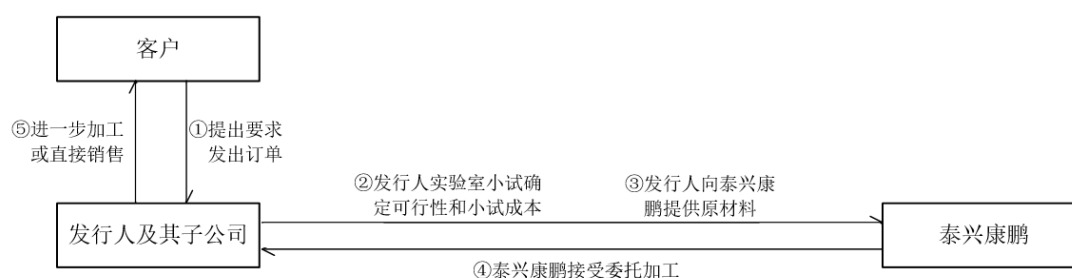 客户
⑤进一步加工
或直接销售
①提出要求
发出订单
②发行人实验室小试确
定可行性和小试成本
③发行人向泰兴康
鹏提供原材料
发行人及其子公司
泰兴康鹏
④泰兴康鹏接受委托加工